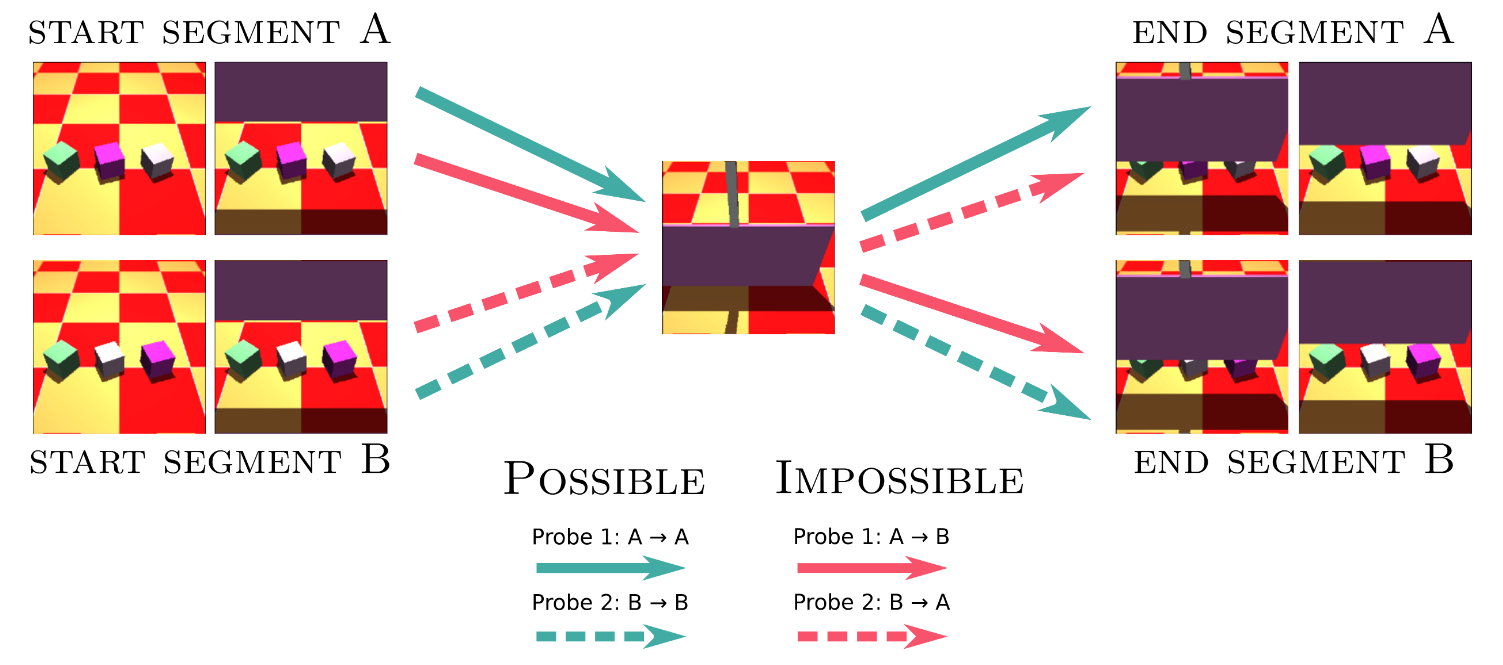 START SEGMENT A
END SEGMENT A
START SEGMENT B
END SEGMENT B
POSSIBLE
IMPOSSIBLE
Probe 1: A → A
Probe 1: A → B
Probe 2: B → B
Probe 2: B → A